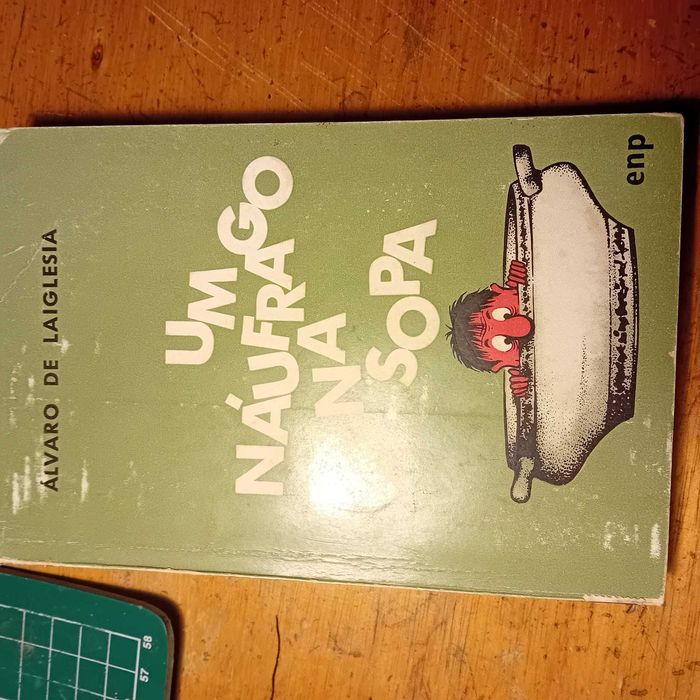 ÁLVARO DE LAIGLESIA
UM
NÁUFRAGO
NA
SOPA
enp
58
57